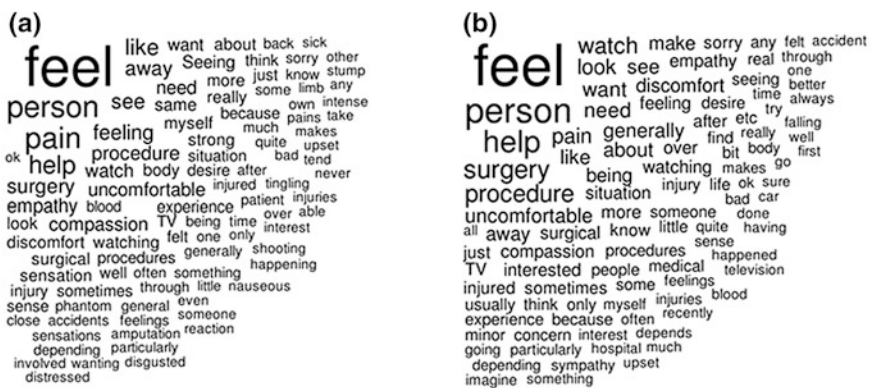 (a)
feel like want about back sick
away Seeing think sorry other
need more just know stump
person see same really some limb any
own intense
pain feeling myself because pains take
strong much makes
quite upset
ok help procedure situation bad tend
watch body desire after never
surgery uncomfortable injured tingling
empathy blood experience patient injuries
look compassion TV being time over able
discomfort watching felt one only interest
surgical procedures generally shooting
sensation well often something happening
injury sometimes through little nauseous
sense phantom general even
close accidents feelings someone
sensations amputation reaction
depending particularly
involved wanting disgusted
distressed
(b)
feel watch make sorry any felt accident
look see empathy real through
want discomfort seeing one
better
person need feeling desire time always
after etc try
help pain generally find really falling
well
like about over bit body first
surgery being watching makes go
procedure situation injury life ok sure
bad car
uncomfortable more someone done
all away surgical know little quite having
just compassion procedures sense
happened
TV interested people medical television
injured sometimes some feelings
usually think only myself injuries blood
experience because often recently
minor concern interest depends
going particularly hospital much
depending sympathy upset
imagine something